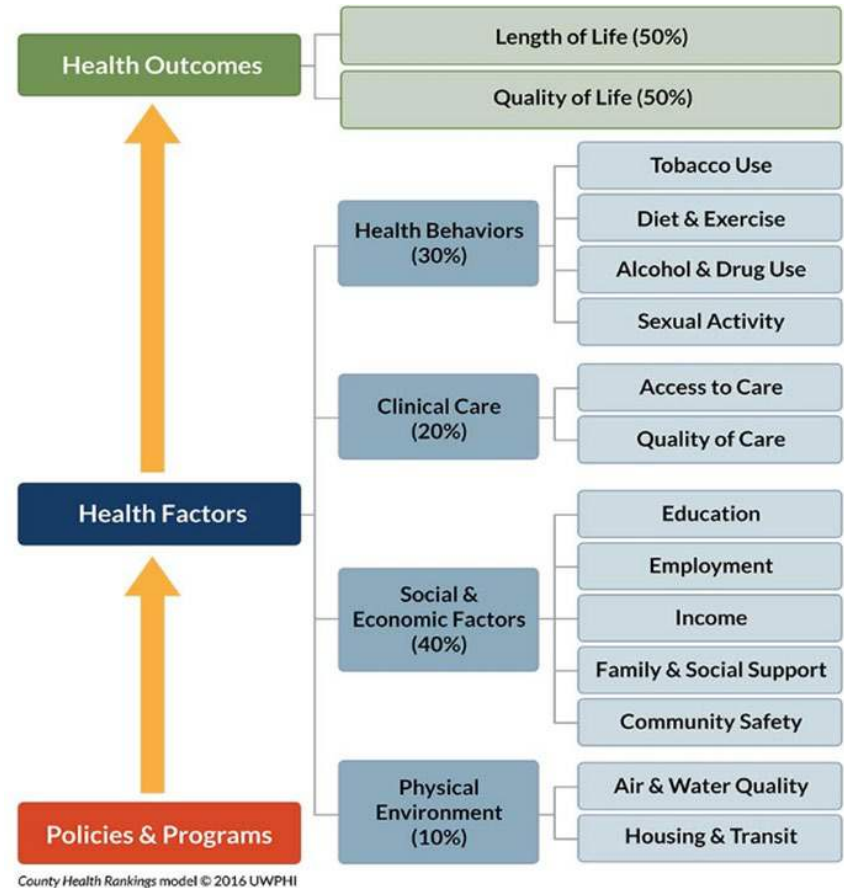 Health Outcomes
Length of Life (50%)
Quality of Life (50%)
Health Behaviors
(30%)
Tobacco Use
Diet & Exercise
Alcohol & Drug Use
Sexual Activity
Clinical Care
(20%)
Access to Care
Quality of Care
Health Factors
Social &
Economic Factors
(40%)
Education
Employment
Income
Family & Social Support
Community Safety
Physical
Environment
(10%)
Air & Water Quality
Housing & Transit
Policies & Programs
County Health Rankings model © 2016 UWPHI